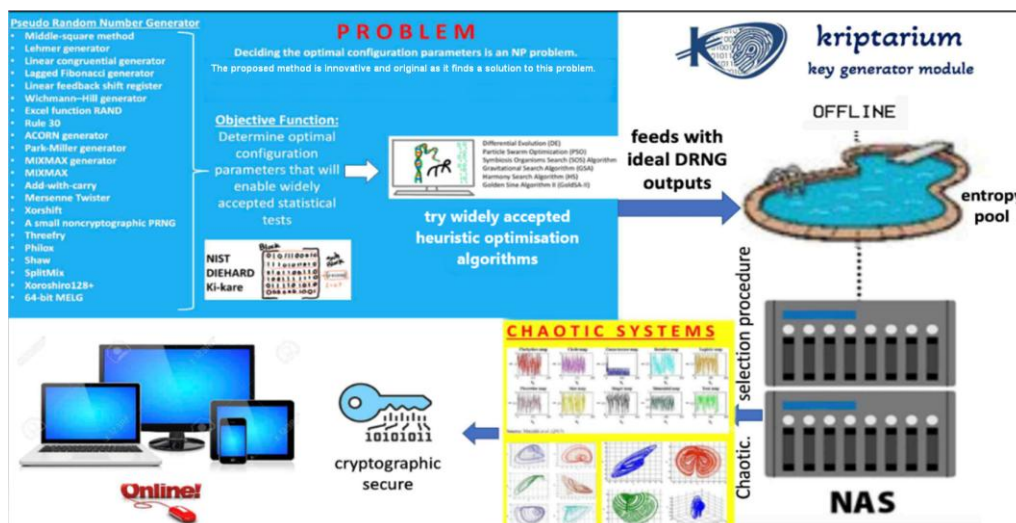 Pseudo Random Number Generator
• Middle-square method
• Lehmer generator
• Linear congruential generator
• Lagged Fibonacci generator
• Linear feedback shift register
• Wichmann–Hill generator
• Excel function RAND
• Rule 30
• ACORN generator
• Park-Miller generator
• MIXMAX generator
• MIXMAX
• Add-with-carry
• Mersenne Twister
• Xorshift
• A small noncryptographic PRNG
• Threefry
• Philox
• Shaw
• SplitMix
• Xoroshiro128+
• 64-bit MELG
PROBLEM
Deciding the optimal configuration parameters is an NP problem.
The proposed method is innovative and original as it finds a solution to this problem.
Objective Function:
Determine optimal
configuration
parameters that will
enable widely
accepted statistical
tests
NIST
DIEHARD
Ki-kare
Block
Differential Evolution (DE)
Particle Swarm Optimization (PSO)
Symbiosis Organisms Search (SOS) Algorithm
Gravitational Search Algorithm (GSA)
Harmony Search Algorithm (HS)
Golden Sine Algorithm II (GoldSA-II)
try widely accepted
heuristic optimisation
algorithms
kriptarium
key generator module
feeds with
ideal DRNG
outputs
OFFLINE
entropy
pool
selection procedure
Chaotic.
NAS
CHAOTIC SYSTEMS
10101011
cryptographic
secure
Online!